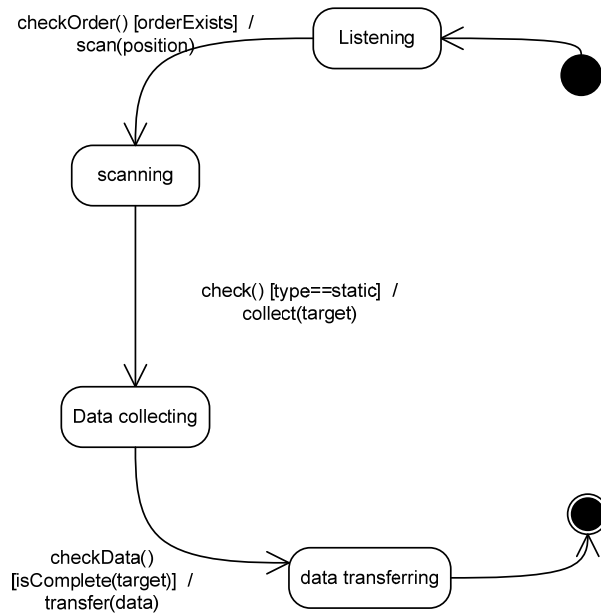 checkOrder() [orderExists] /
scan(position)
Listening
scanning
check() [type==static] /
collect(target)
Data collecting
checkData()
[isComplete(target)] /
transfer(data)
data transferring